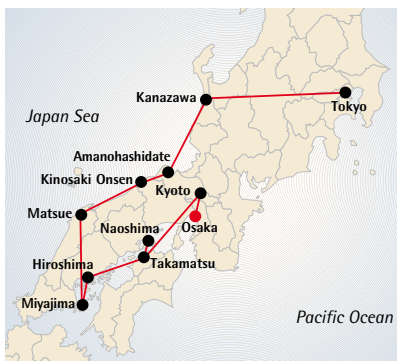 Kanazawa
Tokyo
Japan Sea
Amanohashidate
Kinosaki Onsen
Kyoto
Matsue
Naoshima
Osaka
Hiroshima
Takamatsu
Miyajima
Pacific Ocean